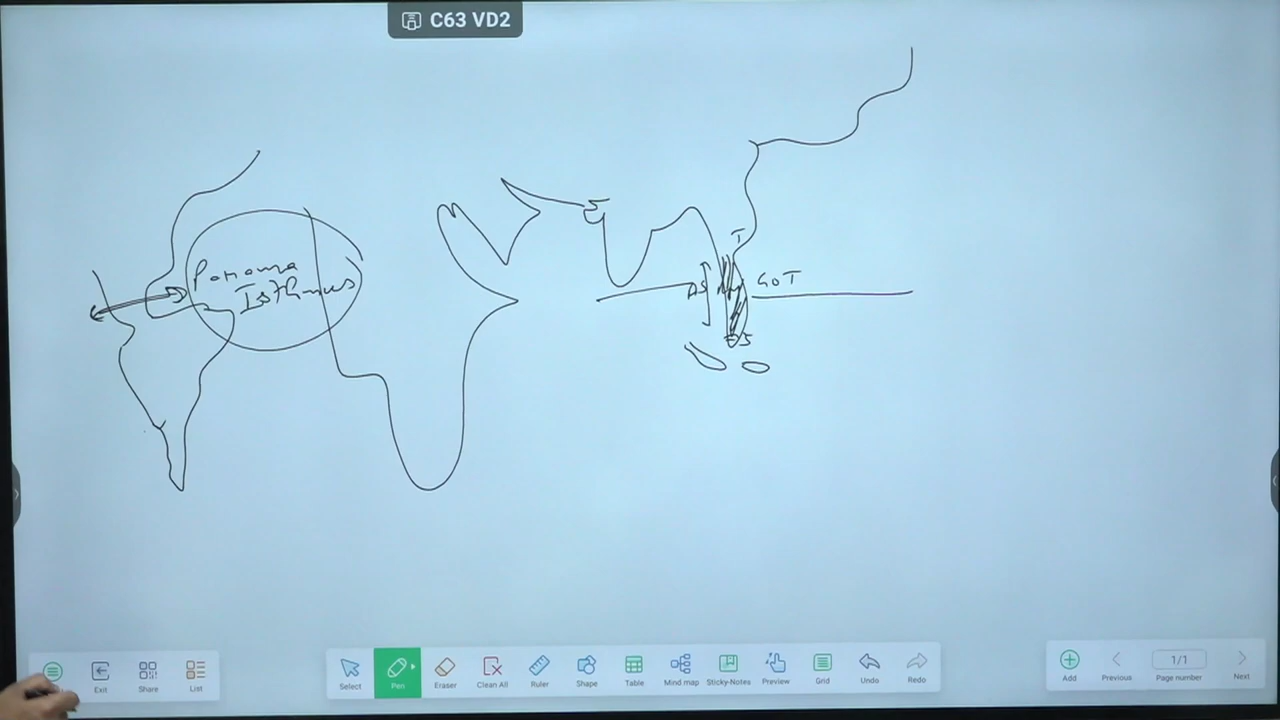 C63 VD2
Panama
Isthmus
T
AS
GOT
Exit
Share
List
Select
Pen
Eraser
Clean All
Ruler
Shape
Table
Mind map
Sticky-Notes
Preview
Grid
Undo
Redo
Add
Previous
1/1
Page number
Next